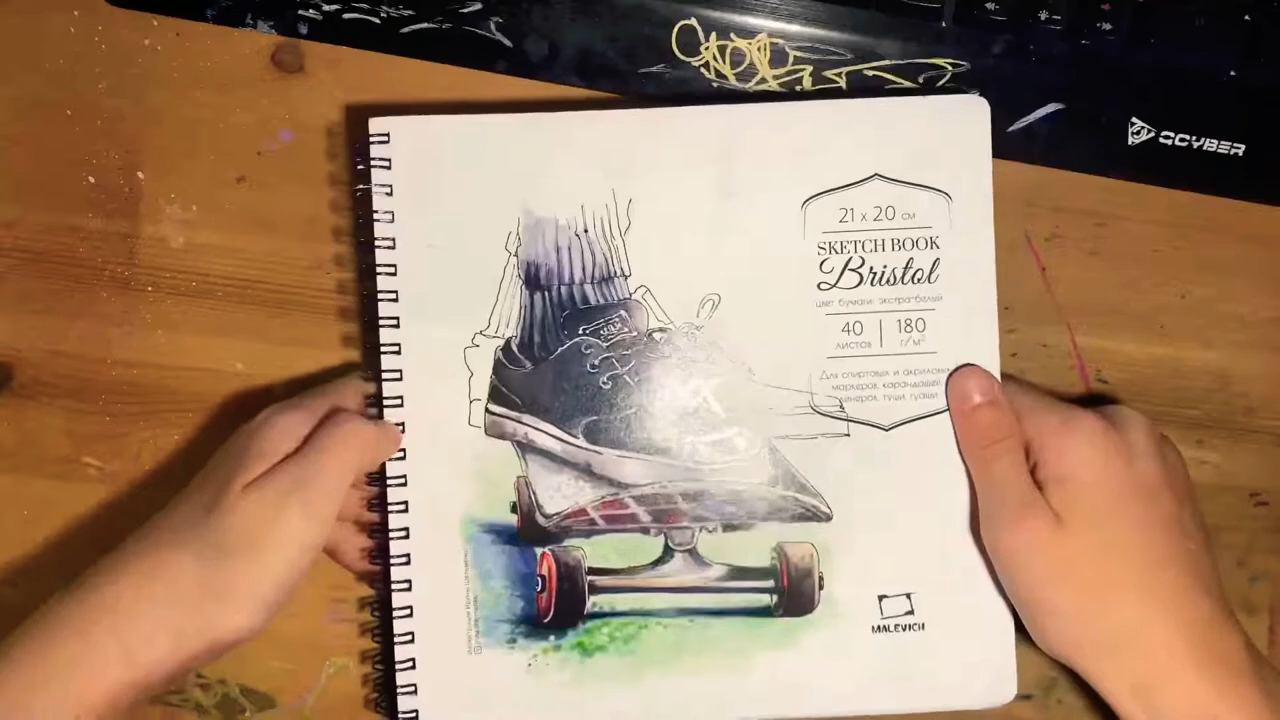 QCYBER
21 x 20 см
SKETCH BOOK
Bristol
цвет бумаги: экстра-белый
40 | 180
листов г/м²
Для спиртовых и акриловых
маркеров, карандашей,
туши, гуаши
MALEVICH